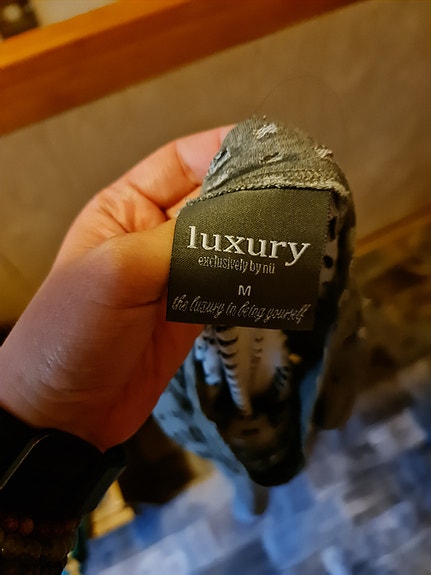 luxury
exclusively by nü
M
the luxury in being yourself